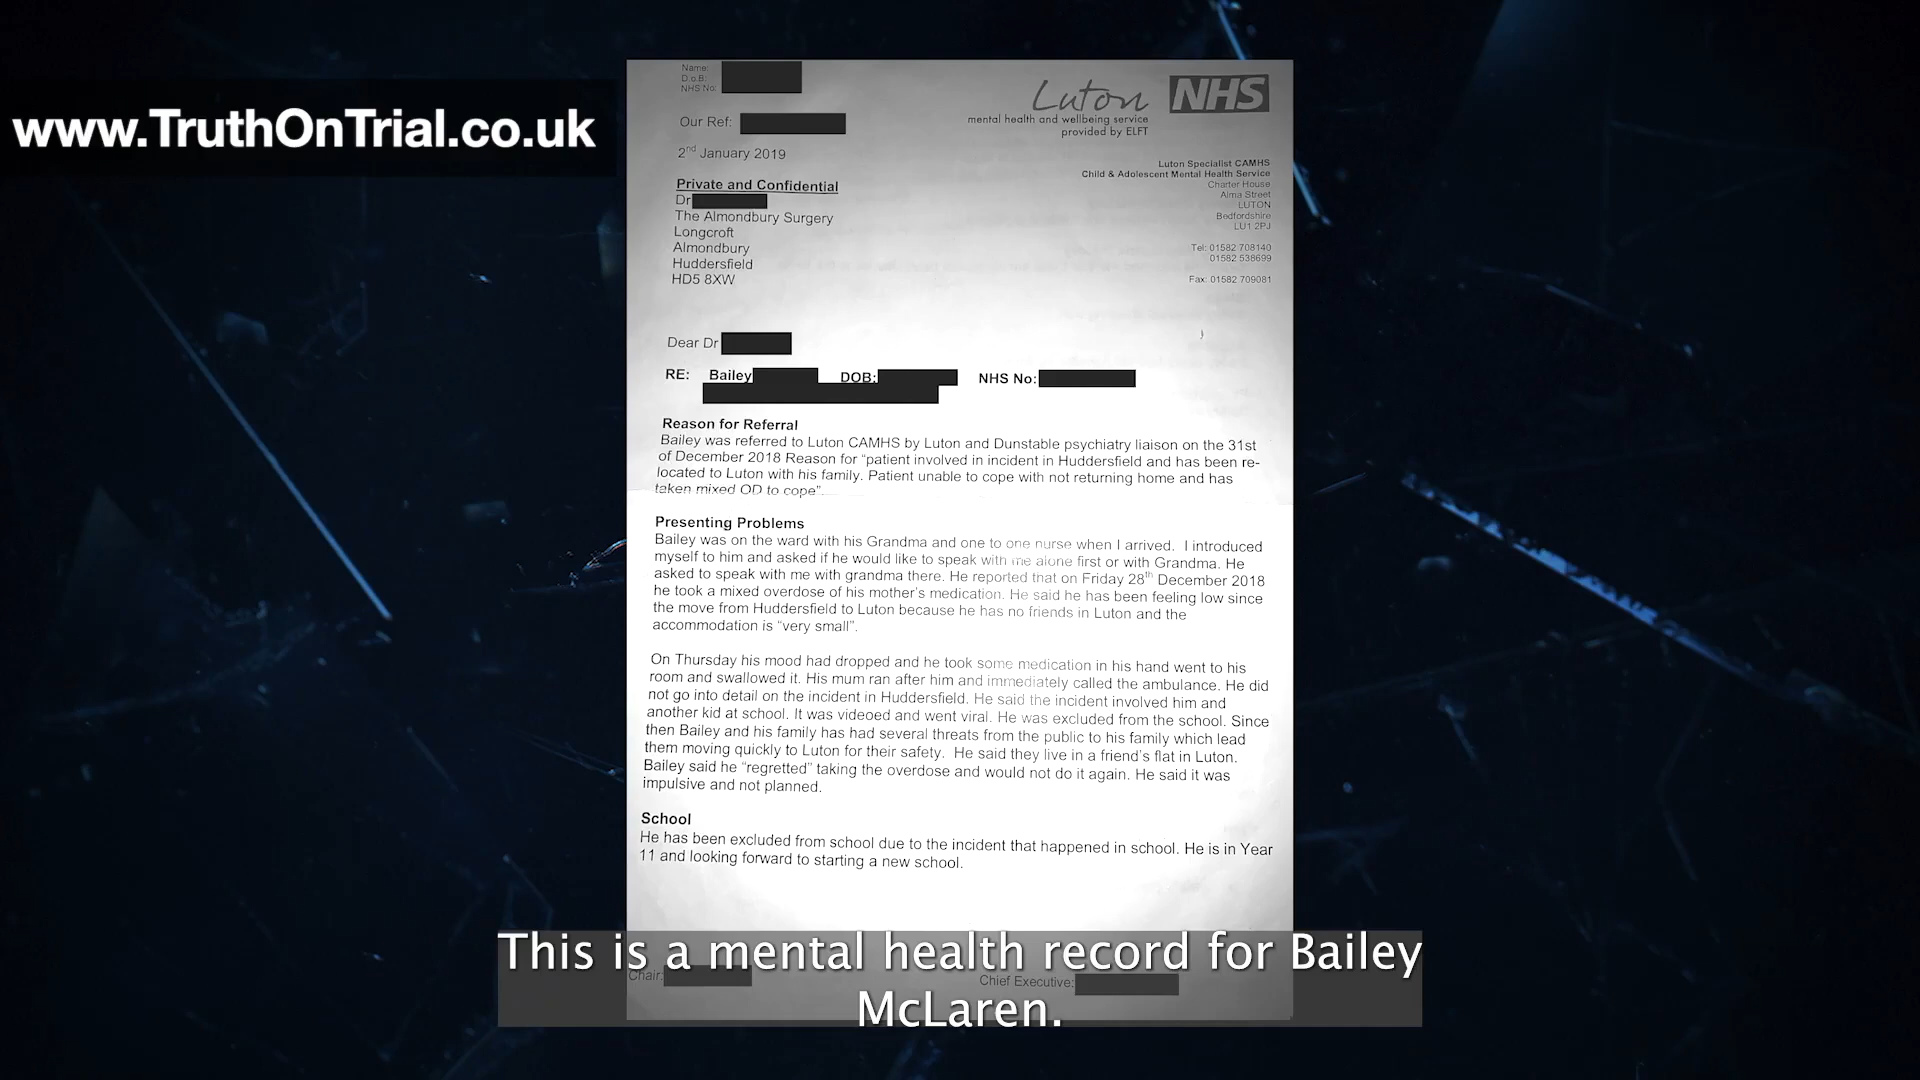 www.TruthOnTrial.co.uk
Name:
D.o.B:
NHS No:
Our Ref:
2nd January 2019
Luton NHS
mental health and wellbeing service
provided by ELFT
Luton Specialist CAMHS
Child & Adolescent Mental Health Service
Charter House
Alma Street
LUTON
Bedfordshire
LU1 2PJ
Tel: 01582 708140
01582 538699
Fax: 01582 709081
Private and Confidential
Dr
The Almondbury Surgery
Longcroft
Almondbury
Huddersfield
HD5 8XW
Dear Dr
RE: Bailey DOB: NHS No:
Reason for Referral
Bailey was referred to Luton CAMHS by Luton and Dunstable psychiatry liaison on the 31st
of December 2018 Reason for “patient involved in incident in Huddersfield and has been re-
located to Luton with his family. Patient unable to cope with not returning home and has
taken mixed OD to cope”.
Presenting Problems
Bailey was on the ward with his Grandma and one to one nurse when I arrived. I introduced
myself to him and asked if he would like to speak with me alone first or with Grandma. He
asked to speak with me with grandma there. He reported that on Friday 28th December 2018
he took a mixed overdose of his mother's medication. He said he has been feeling low since
the move from Huddersfield to Luton because he has no friends in Luton and the
accommodation is “very small”.
On Thursday his mood had dropped and he took some medication in his hand went to his
room and swallowed it. His mum ran after him and immediately called the ambulance. He did
not go into detail on the incident in Huddersfield. He said the incident involved him and
another kid at school. It was videoed and went viral. He was excluded from the school. Since
then Bailey and his family has had several threats from the public to his family which lead
them moving quickly to Luton for their safety. He said they live in a friend's flat in Luton.
Bailey said he “regretted” taking the overdose and would not do it again. He said it was
impulsive and not planned.
School
He has been excluded from school due to the incident that happened in school. He is in Year
11 and looking forward to starting a new school.
Chair: Chief Executive:
This is a mental health record for Bailey
McLaren.